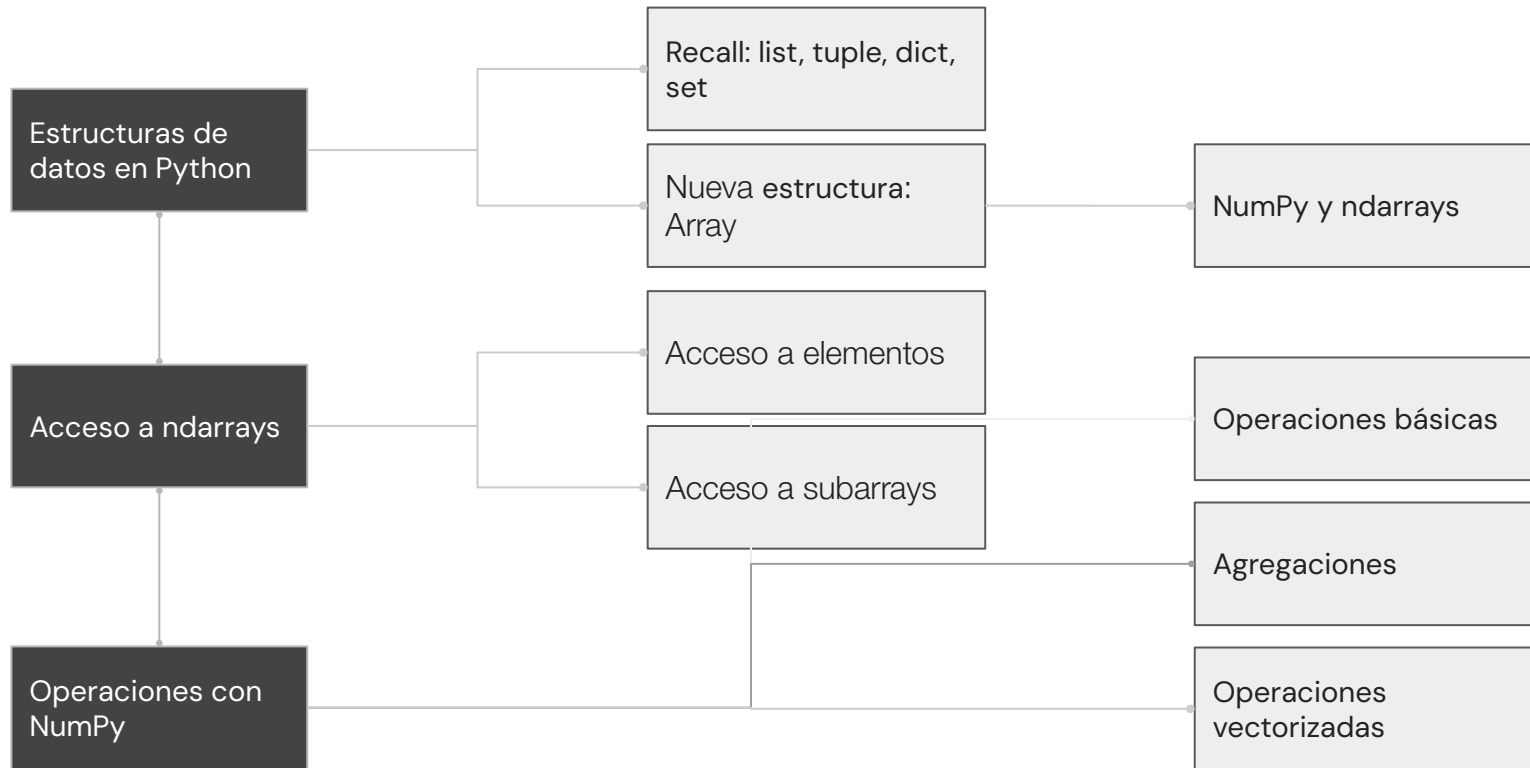 Estructuras de
datos en Python
Recall: list, tuple, dict,
set
Nueva estructura:
Array
NumPy y ndarrays
Acceso a ndarrays
Acceso a elementos
Acceso a subarrays
Operaciones con
NumPy
Operaciones básicas
Agregaciones
Operaciones
vectorizadas